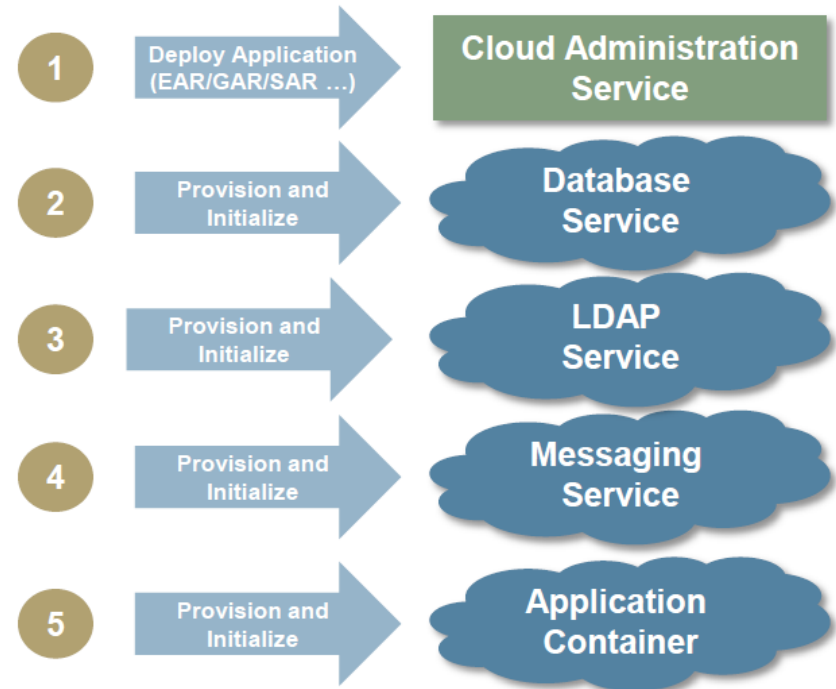 1
Deploy Application
(EAR/GAR/SAR ...)
Cloud Administration
Service
2
Provision and
Initialize
Database
Service
3
Provision and
Initialize
LDAP
Service
4
Provision and
Initialize
Messaging
Service
5
Provision and
Initialize
Application
Container